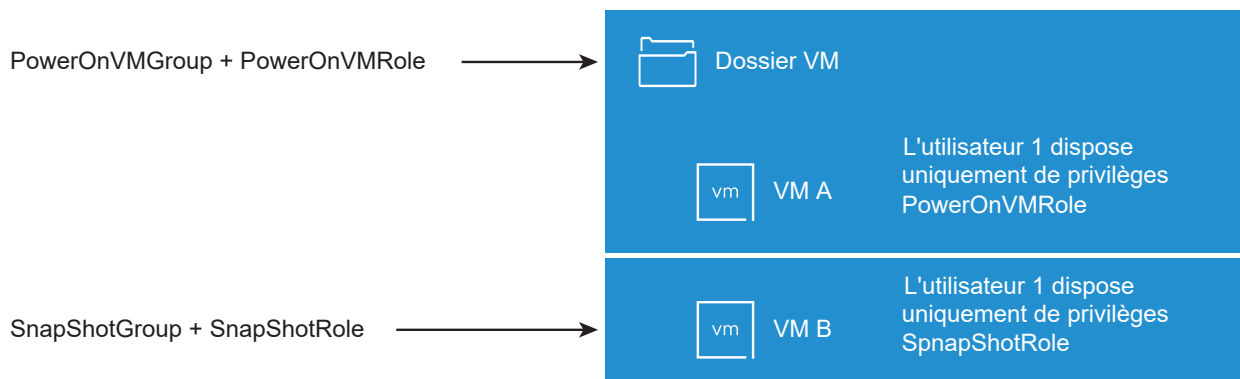 PowerOnVMGroup + PowerOnVMRole
Dossier VM
vm
VM A
L'utilisateur 1 dispose
uniquement de privilèges
PowerOnVMRole
SnapShotGroup + SnapShotRole
vm
VM B
L'utilisateur 1 dispose
uniquement de privilèges
SpnapShotRole